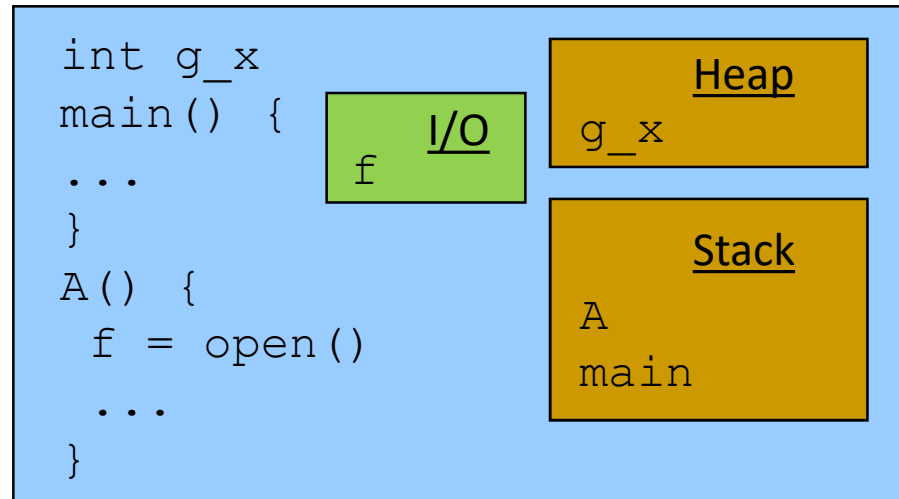 int g_x
main() {
...
}
A() {
f = open()
...
}
I/O
f
Heap
g_x
Stack
A
main